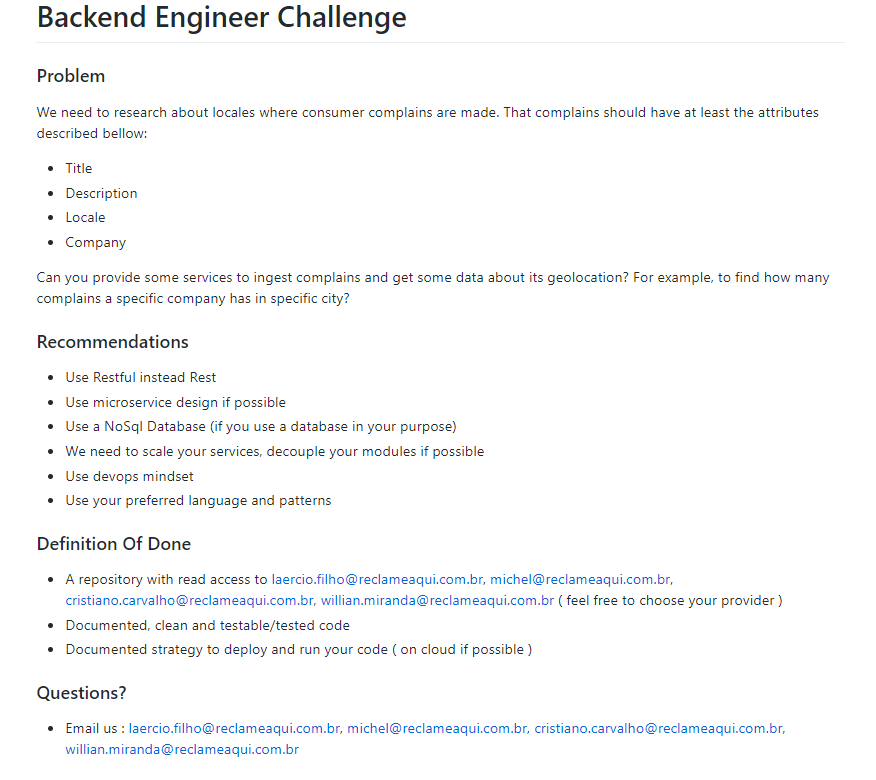 Backend Engineer Challenge
Problem
We need to research about locales where consumer complains are made. That complains should have at least the attributes
described bellow:
Title
Description
Locale
Company
Can you provide some services to ingest complains and get some data about its geolocation? For example, to find how many
complains a specific company has in specific city?
Recommendations
Use Restful instead Rest
Use microservice design if possible
Use a NoSql Database (if you use a database in your purpose)
We need to scale your services, decouple your modules if possible
Use devops mindset
Use your preferred language and patterns
Definition Of Done
A repository with read access to laercio.filho@reclameaqui.com.br, michel@reclameaqui.com.br,
cristiano.carvalho@reclameaqui.com.br, willian.miranda@reclameaqui.com.br ( feel free to choose your provider )
Documented, clean and testable/tested code
Documented strategy to deploy and run your code ( on cloud if possible )
Questions?
Email us : laercio.filho@reclameaqui.com.br, michel@reclameaqui.com.br, cristiano.carvalho@reclameaqui.com.br,
willian.miranda@reclameaqui.com.br